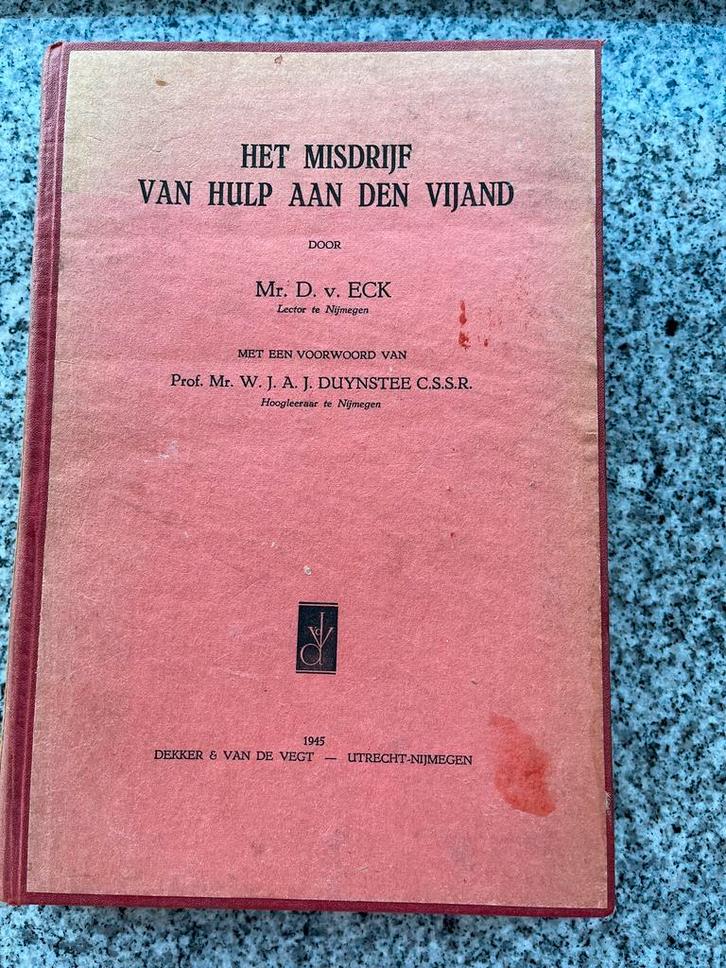 HET MISDRIJF
VAN HULP AAN DEN VIJAND
DOOR
Mr. D. v. ECK
Lector te Nijmegen
MET EEN VOORWOORD VAN
Prof. Mr. W. J. A. J. DUYNSTEE C.S.S.R.
Hoogleeraar te Nijmegen
1945
DEKKER & VAN DE VEGT — UTRECHT-NIJMEGEN